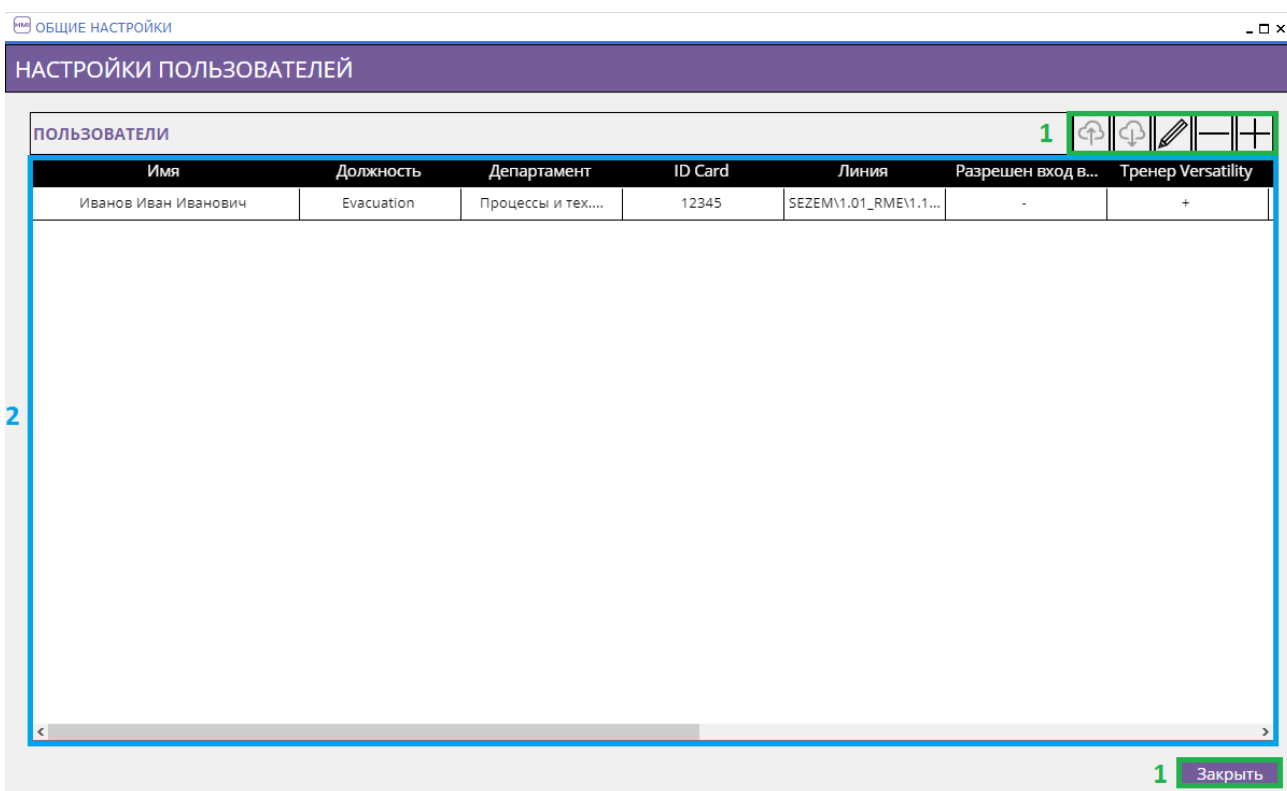 HMI ОБЩИЕ НАСТРОЙКИ
НАСТРОЙКИ ПОЛЬЗОВАТЕЛЕЙ
ПОЛЬЗОВАТЕЛИ 1
Имя Должность Департамент ID Card Линия Разрешен вход в... Тренер Versatility
Иванов Иван Иванович Evacuation Процессы и тех.... 12345 SEZEM\1.01_RME\1.1... - +
2
1 Закрыть